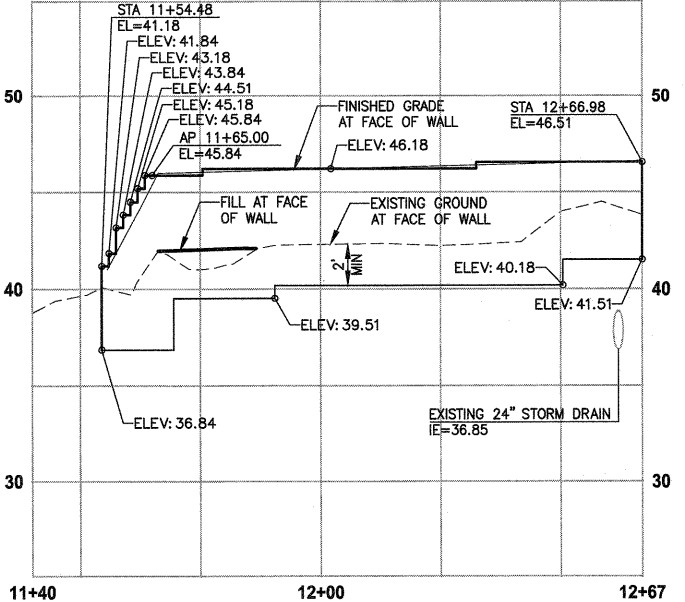 STA 11+54.48
EL=41.18
ELEV: 41.84
ELEV: 43.18
ELEV: 43.84
ELEV: 44.51
ELEV: 45.18
ELEV: 45.84
AP 11+65.00
EL=45.84
50
FINISHED GRADE
AT FACE OF WALL
ELEV: 46.18
STA 12+66.98
EL=46.51
50
FILL AT FACE
OF WALL
EXISTING GROUND
AT FACE OF WALL
2'
MIN
ELEV: 40.18
40
40
ELEV: 41.51
ELEV: 39.51
ELEV: 36.84
EXISTING 24" STORM DRAIN
IE=36.85
30
30
11+40
12+00
12+67